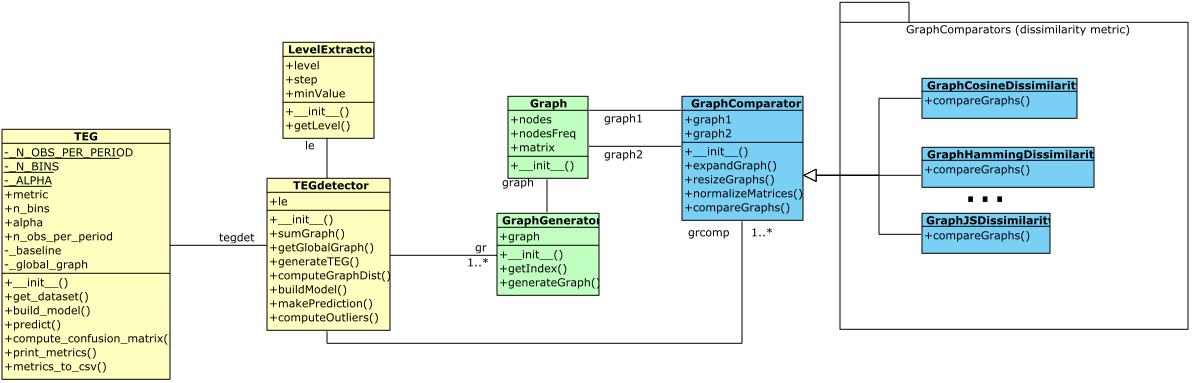 TEG
-_N_OBS_PER_PERIOD
-_N_BINS
-_ALPHA
+metric
+n_bins
+alpha
+n_obs_per_period
-_baseline
-_global_graph
+__init__()
+get_dataset()
+build_model()
+predict()
+compute_confusion_matrix()
+print_metrics()
+metrics_to_csv()
tegdet
LevelExtracto
+level
+step
+minValue
+__init__()
+getLevel()
le
TEGdetector
+le
+__init__()
+sumGraph()
+getGlobalGraph()
+generateTEG()
+computeGraphDist()
+buildModel()
+makePrediction()
+computeOutliers()
gr
1..*
Graph
+nodes
+nodesFreq
+matrix
+__init__()
graph
GraphGenerator
+graph
+__init__()
+getIndex()
+generateGraph()
graph1
graph2
GraphComparator
+graph1
+graph2
+__init__()
+expandGraph()
+resizeGraphs()
+normalizeMatrices()
+compareGraphs()
grcomp
1..*
GraphComparators (dissimilarity metric)
GraphCosineDissimilarit
+compareGraphs()
GraphHammingDissimilarit
+compareGraphs()
...
GraphJSDissimilarity
+compareGraphs()